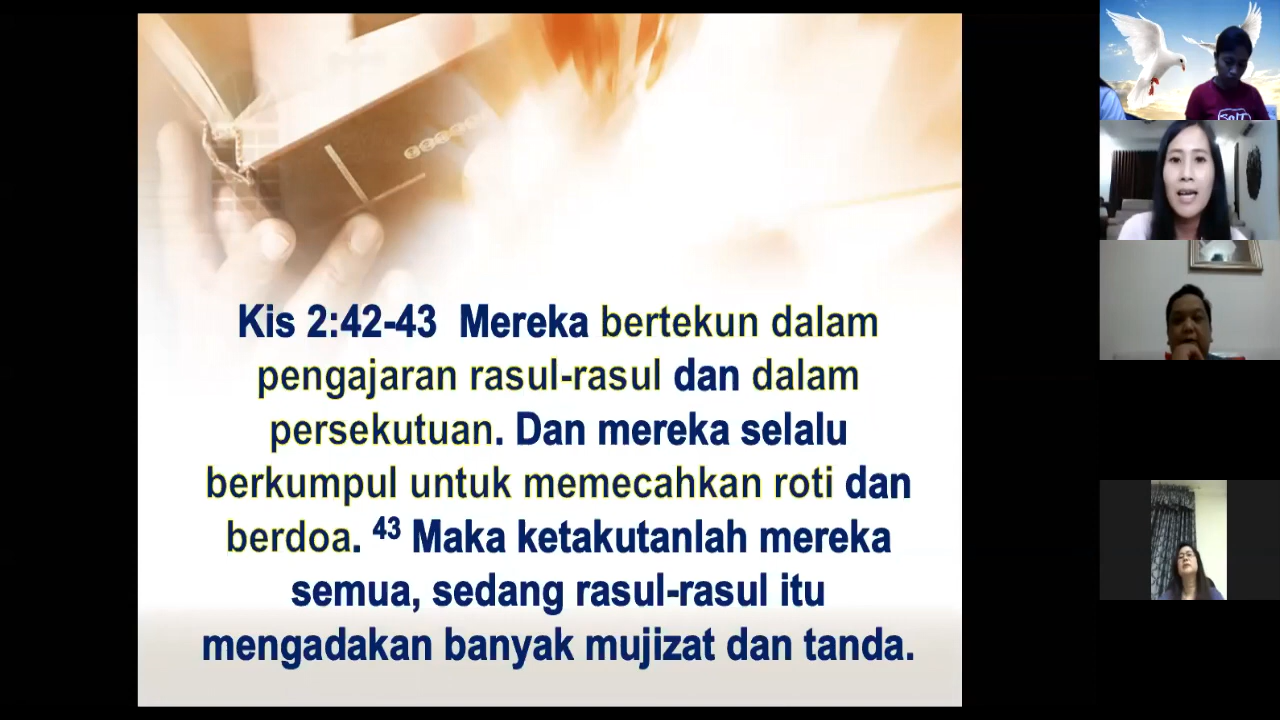 Kis 2:42-43 Mereka bertekun dalam
pengajaran rasul-rasul dan dalam
persekutuan. Dan mereka selalu
berkumpul untuk memecahkan roti dan
berdoa. 43 Maka ketakutanlah mereka
semua, sedang rasul-rasul itu
mengadakan banyak mujizat dan tanda.